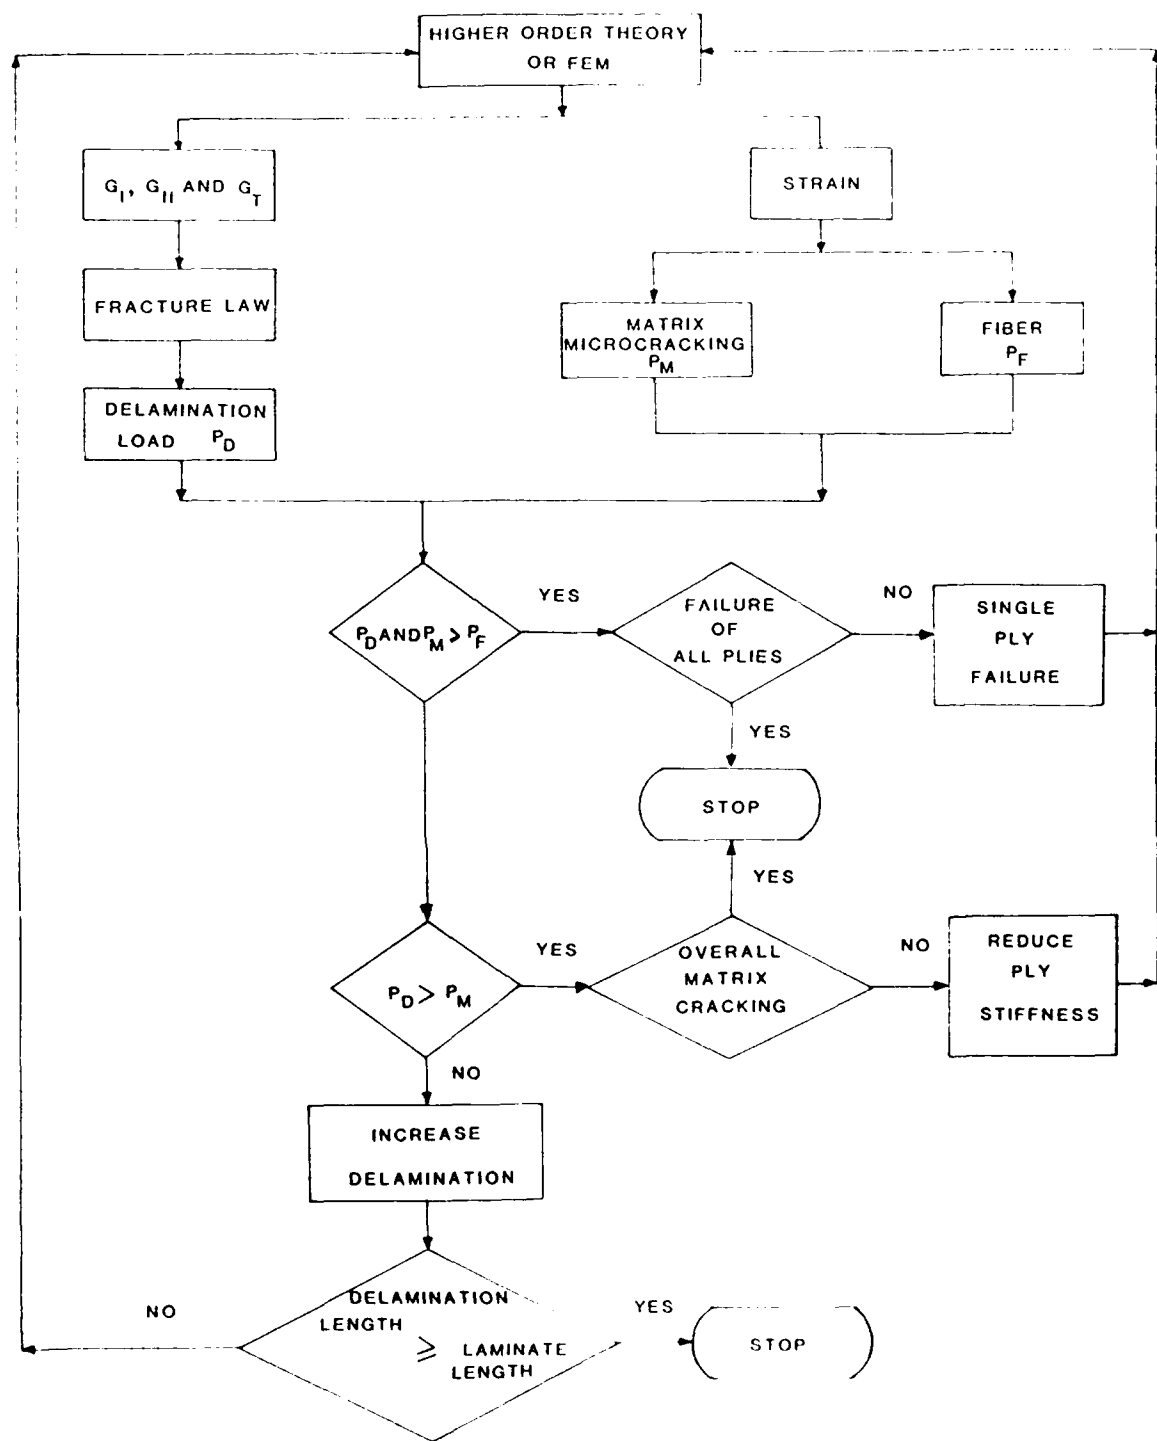 HIGHER ORDER THEORY
OR FEM
G_I, G_II AND G_T
STRAIN
FRACTURE LAW
MATRIX
MICROCRACKING
P_M
FIBER
P_F
DELAMINATION
LOAD P_D
P_D AND P_M > P_F
YES
FAILURE
OF
ALL PLIES
NO
SINGLE
PLY
FAILURE
YES
STOP
YES
P_D > P_M
YES
OVERALL
MATRIX
CRACKING
NO
REDUCE
PLY
STIFFNESS
NO
INCREASE
DELAMINATION
NO
DELAMINATION
LENGTH
≥ LAMINATE
LENGTH
YES
STOP